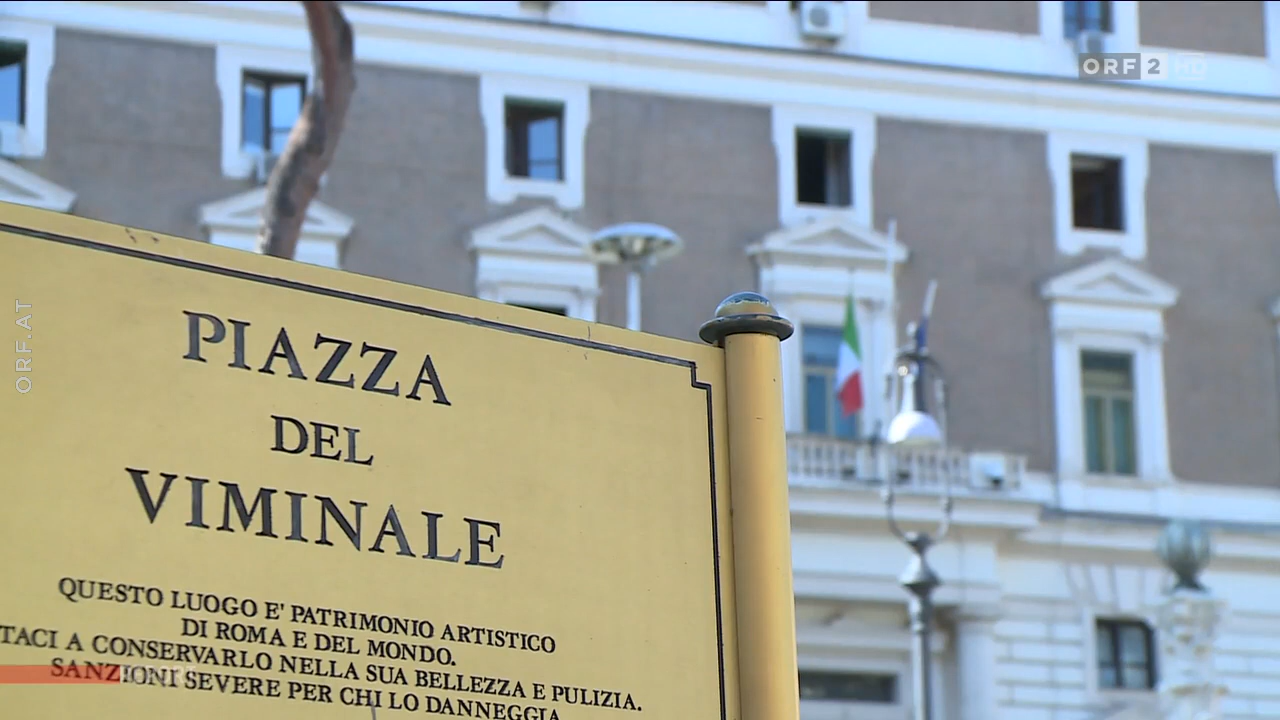 ORF 2 HD
ORF.AT
PIAZZA
DEL
VIMINALE
QUESTO LUOGO E' PATRIMONIO ARTISTICO
DI ROMA E DEL MONDO.
TACI A CONSERVARLO NELLA SUA BELLEZZA E PULIZIA.
SANZIONI SEVERE PER CHI LO DANNEGGIA